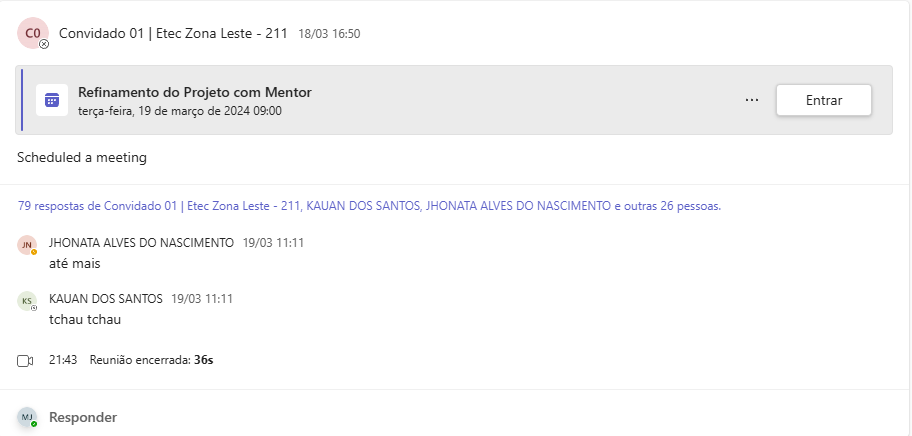 C0 Convidado 01 | Etec Zona Leste - 211 18/03 16:50
Refinamento do Projeto com Mentor
terça-feira, 19 de março de 2024 09:00
... Entrar
Scheduled a meeting
79 respostas de Convidado 01 | Etec Zona Leste - 211, KAUAN DOS SANTOS, JHONATA ALVES DO NASCIMENTO e outras 26 pessoas.
JN JHONATA ALVES DO NASCIMENTO 19/03 11:11
até mais
KS KAUAN DOS SANTOS 19/03 11:11
tchau tchau
21:43 Reunião encerrada: 36s
MJ Responder